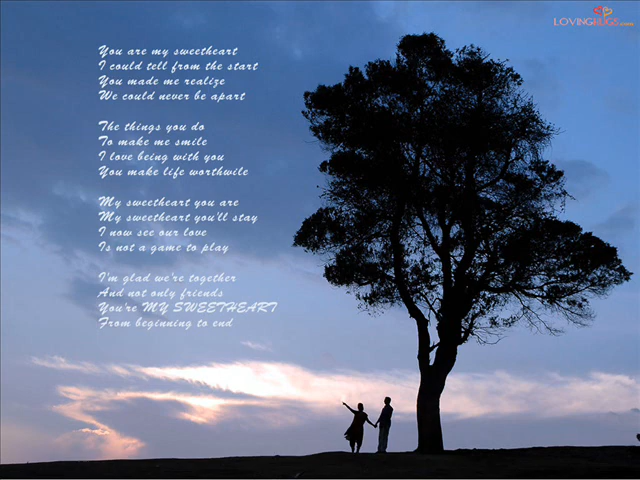 LOVINGHUGS.com
You are my sweetheart
I could tell from the start
You made me realize
We could never be apart

The things you do
To make me smile
I love being with you
You make life worthwile

My sweetheart you are
My sweetheart you'll stay
I now see our love
Is not a game to play

I'm glad we're together
And not only friends
You're MY SWEETHEART
From beginning to end